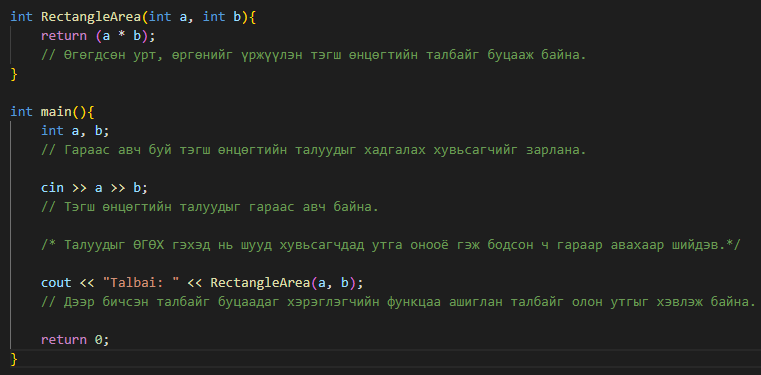 int RectangleArea(int a, int b){
    return (a * b);
    // Өгөгдсөн урт, өргөнийг үржүүлэн тэгш өнцөгтийн талбайг буцааж байна.
}

int main(){
    int a, b;
    // Гараас авч буй тэгш өнцөгтийн талуудыг хадгалах хувьсагчийг зарлана.

    cin >> a >> b;
    // Тэгш өнцөгтийн талуудыг гараас авч байна.

    /* Талуудыг ӨГӨХ гэхэд нь шууд хувьсагчдад утга онооё гэж бодсон ч гараар авахаар шийдэв.*/

    cout << "Talbai: " << RectangleArea(a, b);
    // Дээр бичсэн талбайг буцаадаг хэрэглэгчийн функцаа ашиглан талбайг олон утгыг хэвлэж байна.

    return 0;
}